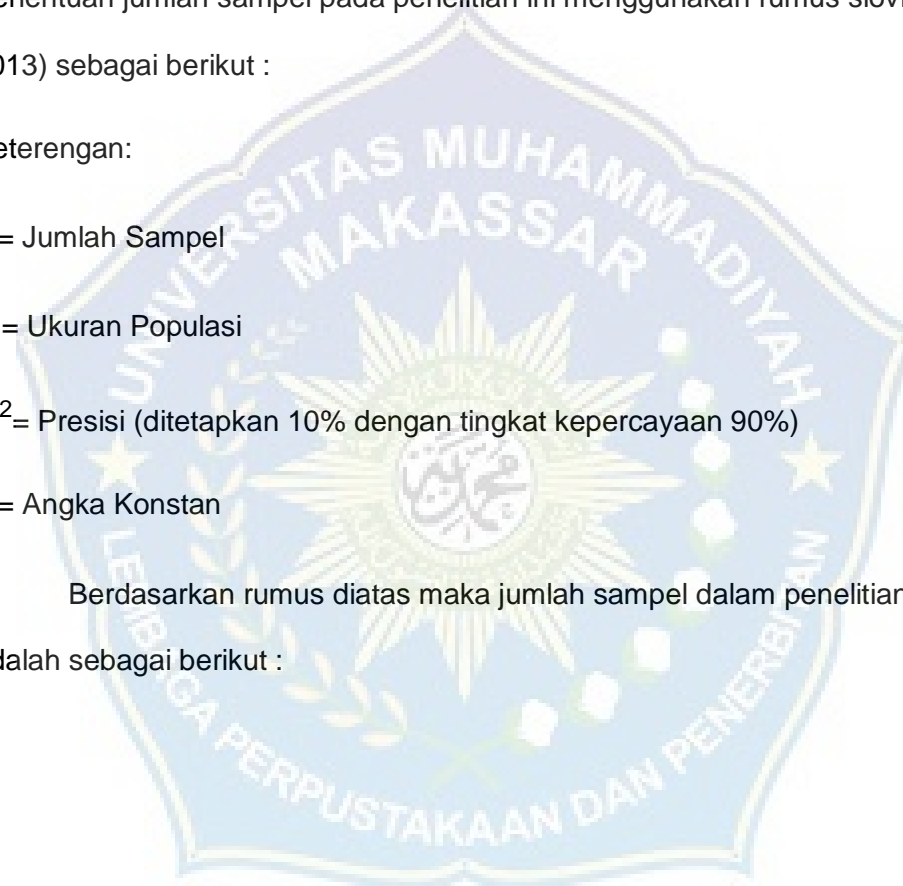 enentuan jumlah sampel pada penelitian ini menggunakan rumus slov
013) sebagai berikut :
eterengan:
= Jumlah Sampel
= Ukuran Populasi
2= Presisi (ditetapkan 10% dengan tingkat kepercayaan 90%)
= Angka Konstan
Berdasarkan rumus diatas maka jumlah sampel dalam penelitian
dalah sebagai berikut :
UNIVERSITAS MUHAMMADIYAH
MAKASSAR
محمد
LEMBAGA PERPUSTAKAAN DAN PENERBITAN